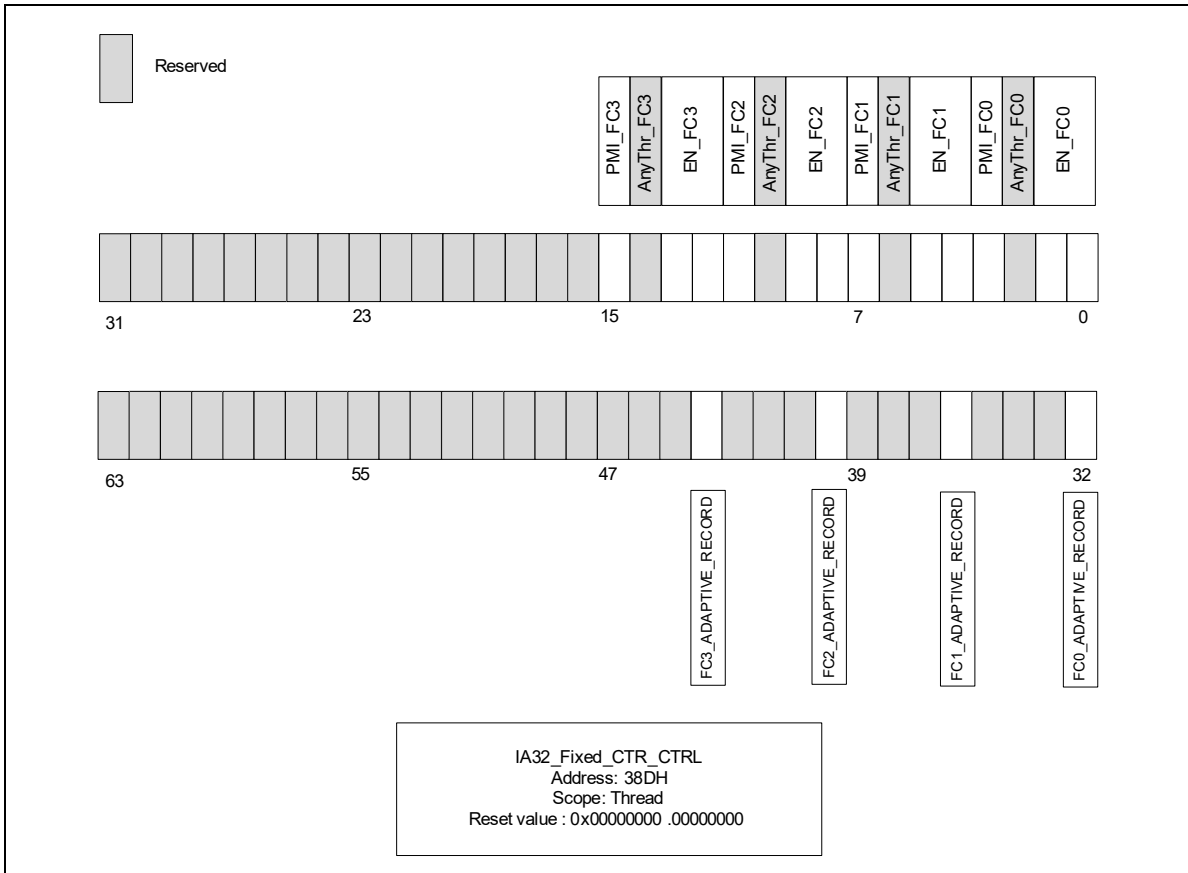 Reserved
PMI_FC3
AnyThr_FC3
EN_FC3
PMI_FC2
AnyThr_FC2
EN_FC2
PMI_FC1
AnyThr_FC1
EN_FC1
PMI_FC0
AnyThr_FC0
EN_FC0
31 23 15 7 0
63 55 47 39 32
FC3_ADAPTIVE_RECORD
FC2_ADAPTIVE_RECORD
FC1_ADAPTIVE_RECORD
FC0_ADAPTIVE_RECORD
IA32_Fixed_CTR_CTRL
Address: 38DH
Scope: Thread
Reset value : 0x00000000 .00000000